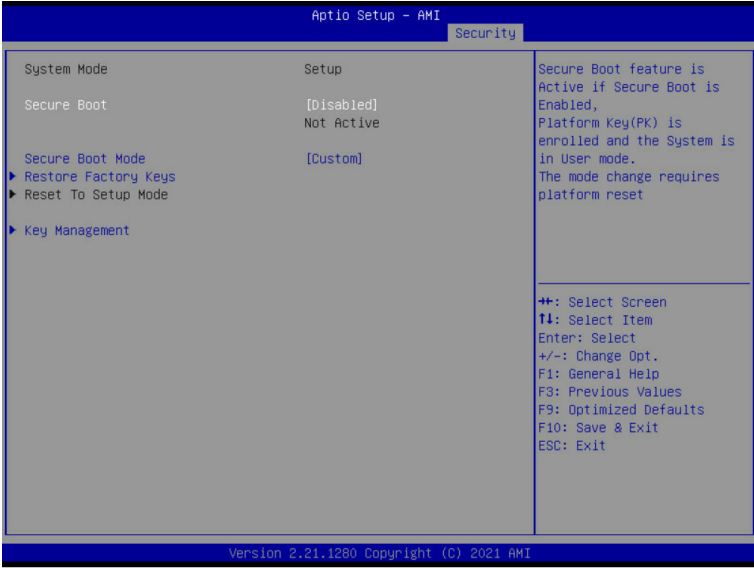 Aptio Setup – AMI
Security
System Mode Setup
Secure Boot [Disabled]
Not Active
Secure Boot Mode [Custom]
Restore Factory Keys
Reset To Setup Mode
Key Management
Secure Boot feature is
Active if Secure Boot is
Enabled,
Platform Key(PK) is
enrolled and the System is
in User mode.
The mode change requires
platform reset
→←: Select Screen
↑↓: Select Item
Enter: Select
+/-: Change Opt.
F1: General Help
F3: Previous Values
F9: Optimized Defaults
F10: Save & Exit
ESC: Exit
Version 2.21.1280 Copyright (C) 2021 AMI